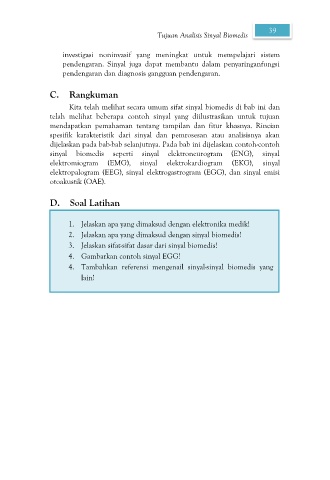 Tujuan Analisis Sinyal Biomedis 39
investigasi noninvasif yang meningkat untuk mempelajari sistem
pendengaran. Sinyal juga dapat membantu dalam penyaringanfungsi
pendengaran dan diagnosis gangguan pendengaran.
C. Rangkuman
Kita telah melihat secara umum sifat sinyal biomedis di bab ini dan
telah melihat beberapa contoh sinyal yang diilustrasikan untuk tujuan
mendapatkan pemahaman tentang tampilan dan fitur khasnya. Rincian
spesifik karakteristik dari sinyal dan pemrosesan atau analisisnya akan
dijelaskan pada bab-bab selanjutnya. Pada bab ini dijelaskan contoh-contoh
sinyal biomedis seperti sinyal elektroneurogram (ENG), sinyal
elektromiogram (EMG), sinyal elektrokardiogram (EKG), sinyal
elektropalogram (EEG), sinyal elektrogastrogram (EGG), dan sinyal emisi
otoakustik (OAE).
D. Soal Latihan
1. Jelaskan apa yang dimaksud dengan elektronika medik!
2. Jelaskan apa yang dimaksud dengan sinyal biomedis!
3. Jelaskan sifat-sifat dasar dari sinyal biomedis!
4. Gambarkan contoh sinyal EGG!
4. Tambahkan referensi mengenail sinyal-sinyal biomedis yang
lain!